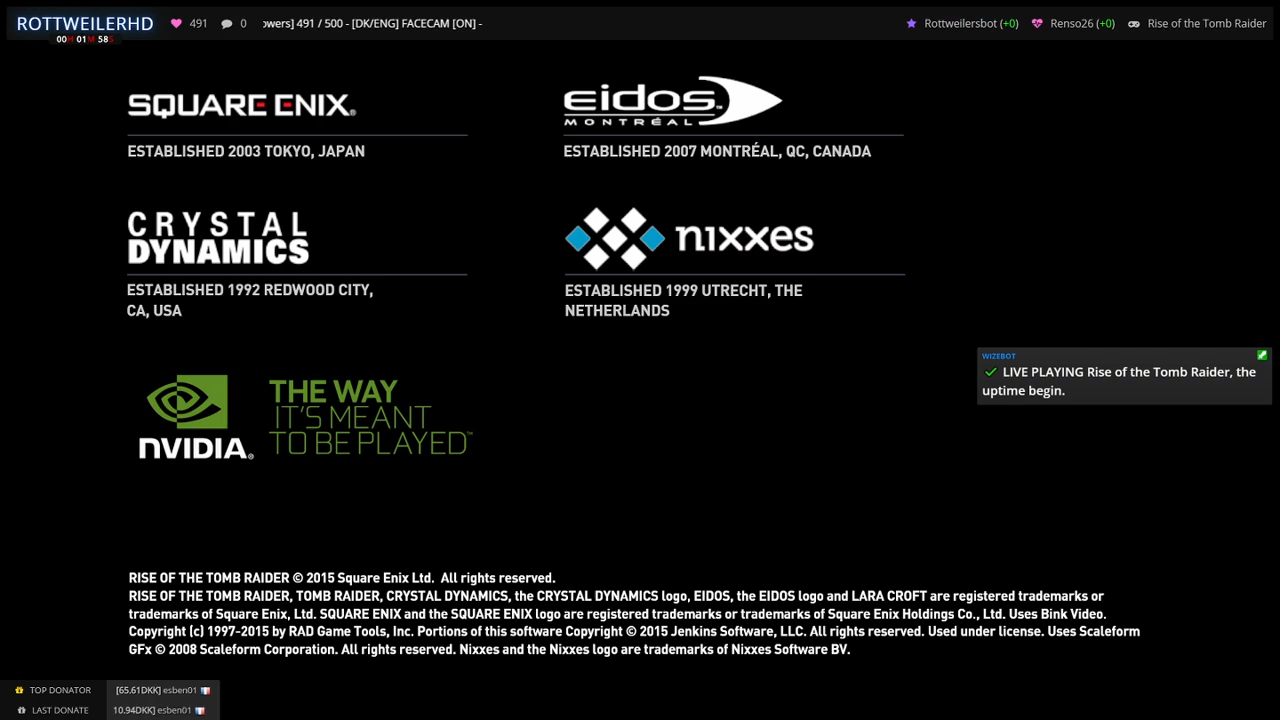 ROTTWEILERHD 491 0 owers] 491 / 500 - [DK/ENG] FACECAM [ON] - Rottweilersbot (+0) Renso26 (+0) Rise of the Tomb Raider
00H 01M 58S
SQUARE ENIX®
ESTABLISHED 2003 TOKYO, JAPAN
eidos™
MONTRÉAL
ESTABLISHED 2007 MONTRÉAL, QC, CANADA
CRYSTAL
DYNAMICS
ESTABLISHED 1992 REDWOOD CITY,
CA, USA
nixxes
ESTABLISHED 1999 UTRECHT, THE
NETHERLANDS
WIZEBOT
LIVE PLAYING Rise of the Tomb Raider, the
uptime begin.
NVIDIA®
THE WAY
IT'S MEANT
TO BE PLAYED™
RISE OF THE TOMB RAIDER © 2015 Square Enix Ltd. All rights reserved.
RISE OF THE TOMB RAIDER, TOMB RAIDER, CRYSTAL DYNAMICS, the CRYSTAL DYNAMICS logo, EIDOS, the EIDOS logo and LARA CROFT are registered trademarks or
trademarks of Square Enix, Ltd. SQUARE ENIX and the SQUARE ENIX logo are registered trademarks or trademarks of Square Enix Holdings Co., Ltd. Uses Bink Video.
Copyright (c) 1997-2015 by RAD Game Tools, Inc. Portions of this software Copyright © 2015 Jenkins Software, LLC. All rights reserved. Used under license. Uses Scaleform
GFx © 2008 Scaleform Corporation. All rights reserved. Nixxes and the Nixxes logo are trademarks of Nixxes Software BV.
TOP DONATOR [65.61DKK] esben01
LAST DONATE 10.94DKK] esben01